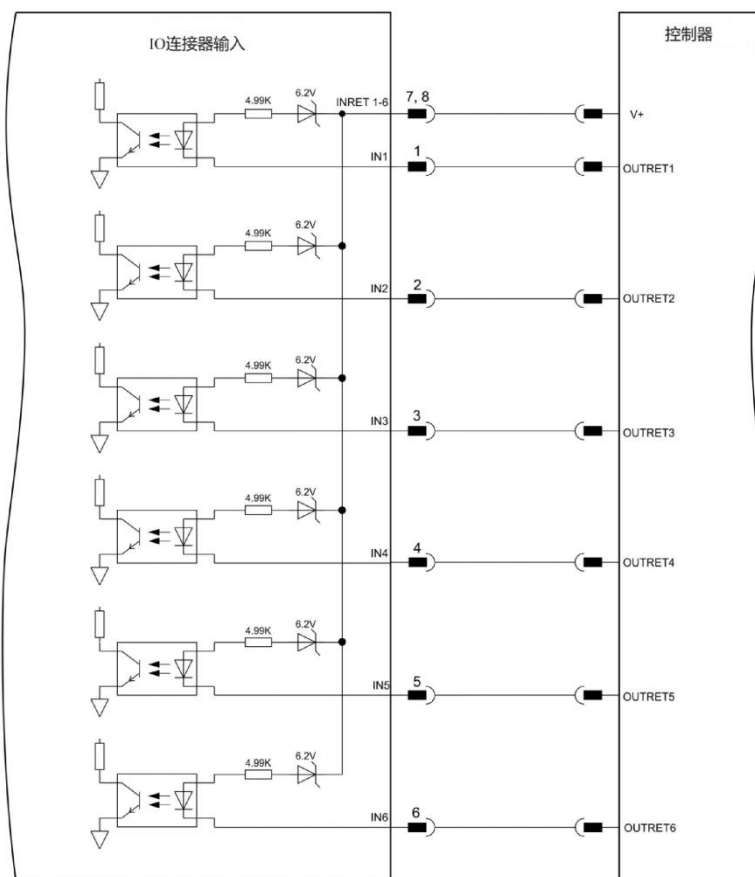 IO连接器输入
控制器
4.99K
6.2V
INRET 1-6
7, 8
V+
IN1
1
OUTRET1
4.99K
6.2V
IN2
2
OUTRET2
4.99K
6.2V
IN3
3
OUTRET3
4.99K
6.2V
IN4
4
OUTRET4
4.99K
6.2V
IN5
5
OUTRET5
4.99K
6.2V
IN6
6
OUTRET6